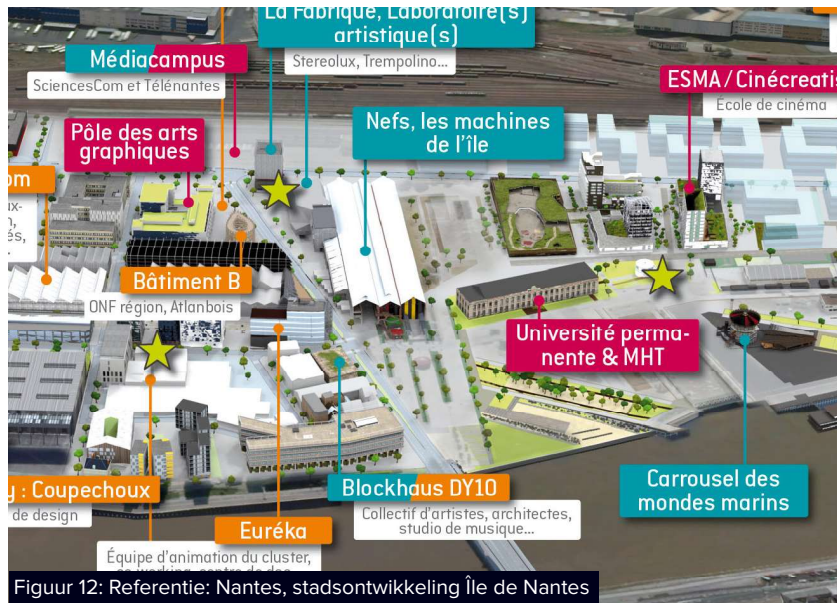 La Fabrique, Laboratoire(s)
artistique(s)
Stereolux, Trempolino...
Médiacampus
SciencesCom et Télénantes
ESMA / Cinécreatis
École de cinéma
Pôle des arts
graphiques
Nefs, les machines
de l’île
Bâtiment B
ONF région, Atlanbois
Université perma-
nente & MHT
: Coupechoux
de design
Blockhaus DY10
Collectif d’artistes, architectes,
studio de musique...
Carrousel des
mondes marins
Euréka
Équipe d’animation du cluster,
Figuur 12: Referentie: Nantes, stadsontwikkeling Île de Nantes